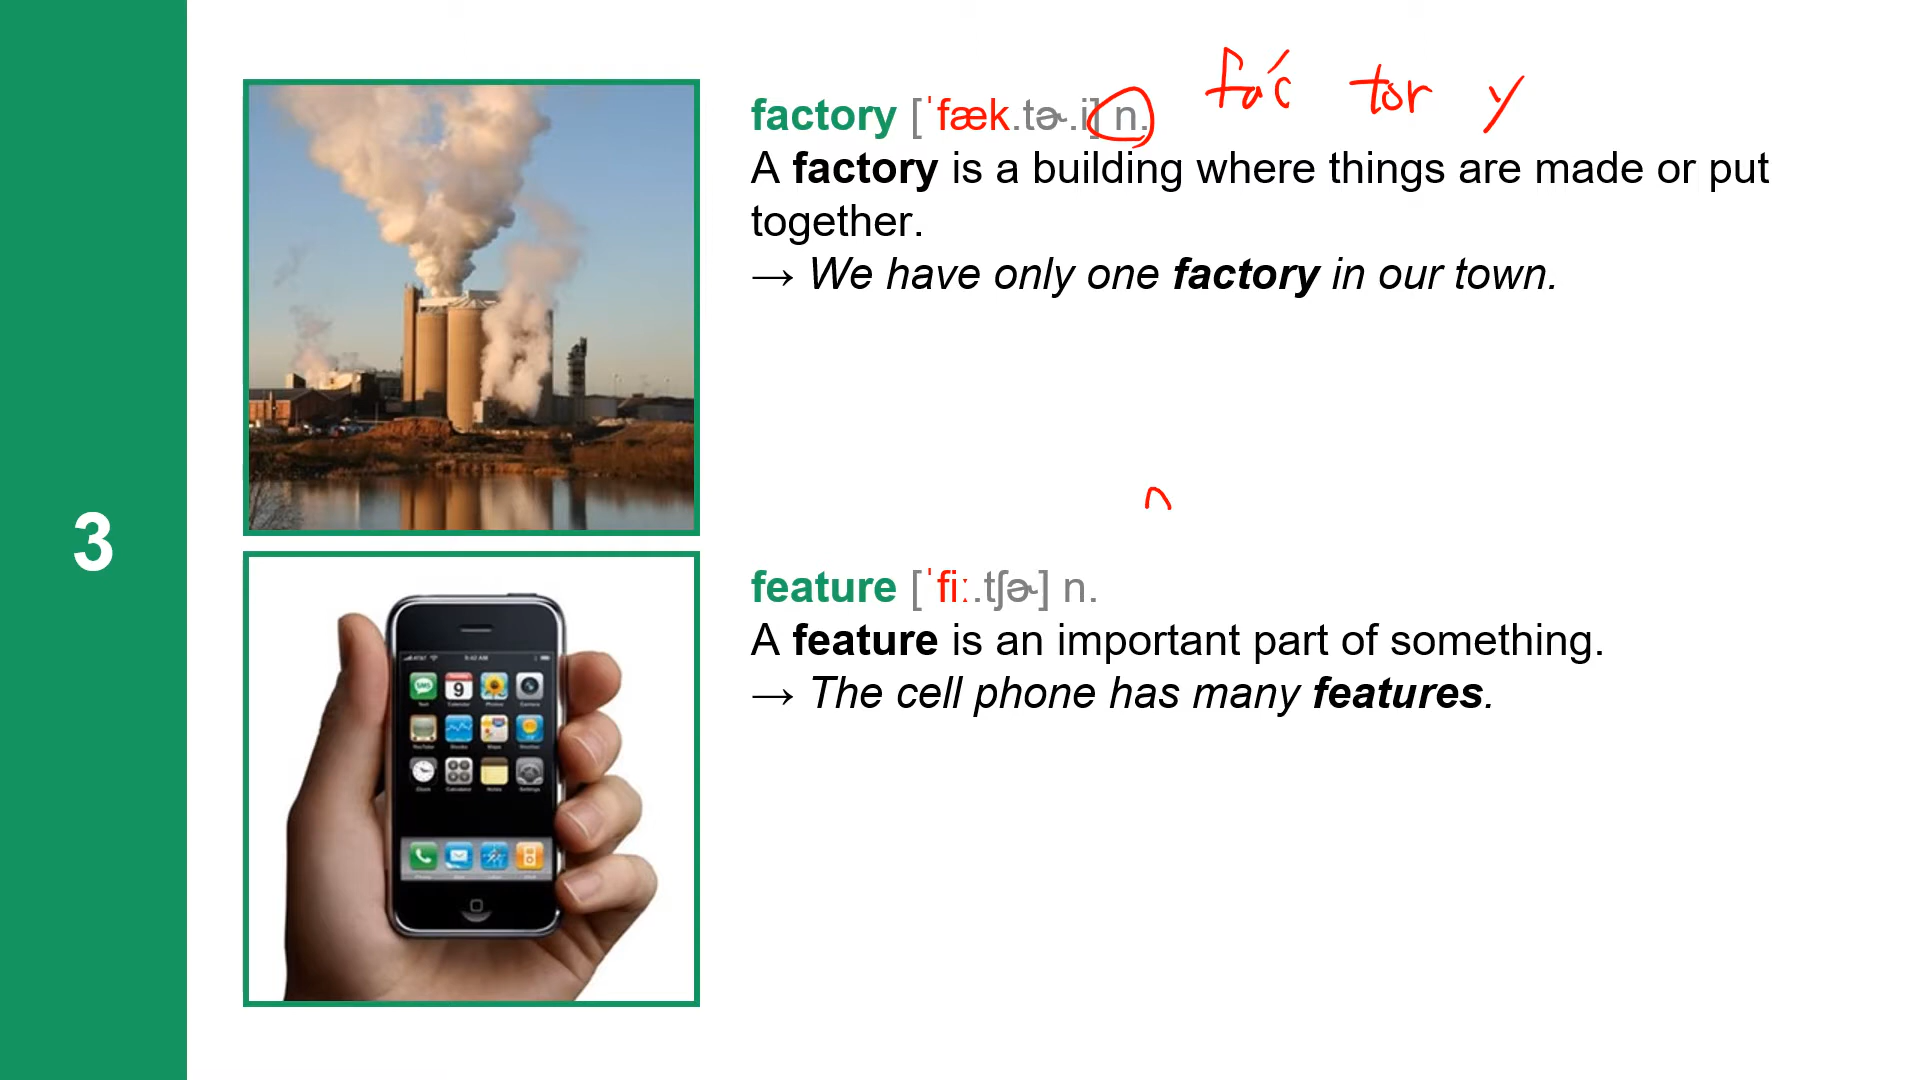 fác tor y
factory [ˈfæk.tɚ.i] n.
A factory is a building where things are made or put
together.
→ We have only one factory in our town.
3
feature [ˈfiː.tʃɚ] n.
A feature is an important part of something.
→ The cell phone has many features.